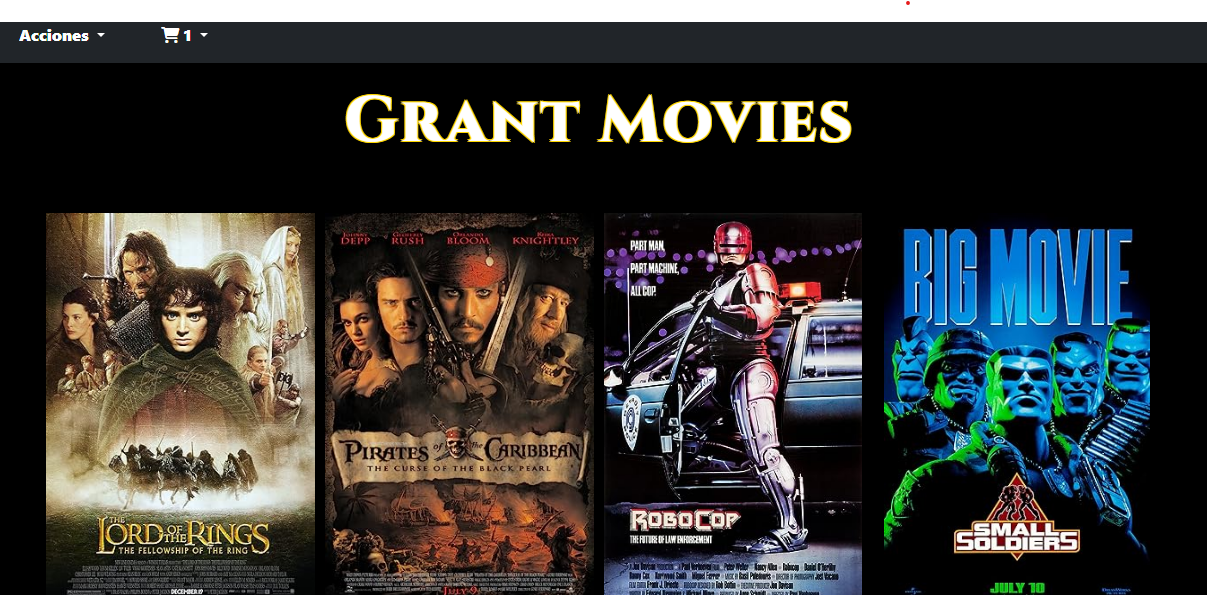 Acciones
1
GRANT MOVIES
JOHNNY DEPP
GEOFFREY RUSH
ORLANDO BLOOM
KEIRA KNIGHTLEY
PIRATES of the CARIBBEAN
THE CURSE OF THE BLACK PEARL
JULY 9
THE LORD OF THE RINGS
THE FELLOWSHIP OF THE RING
DECEMBER 19
PART MAN,
PART MACHINE,
ALL COP.
ROBOCOP
THE FUTURE OF LAW ENFORCEMENT
BIG MOVIE
SMALL
SOLDIERS
JULY 10